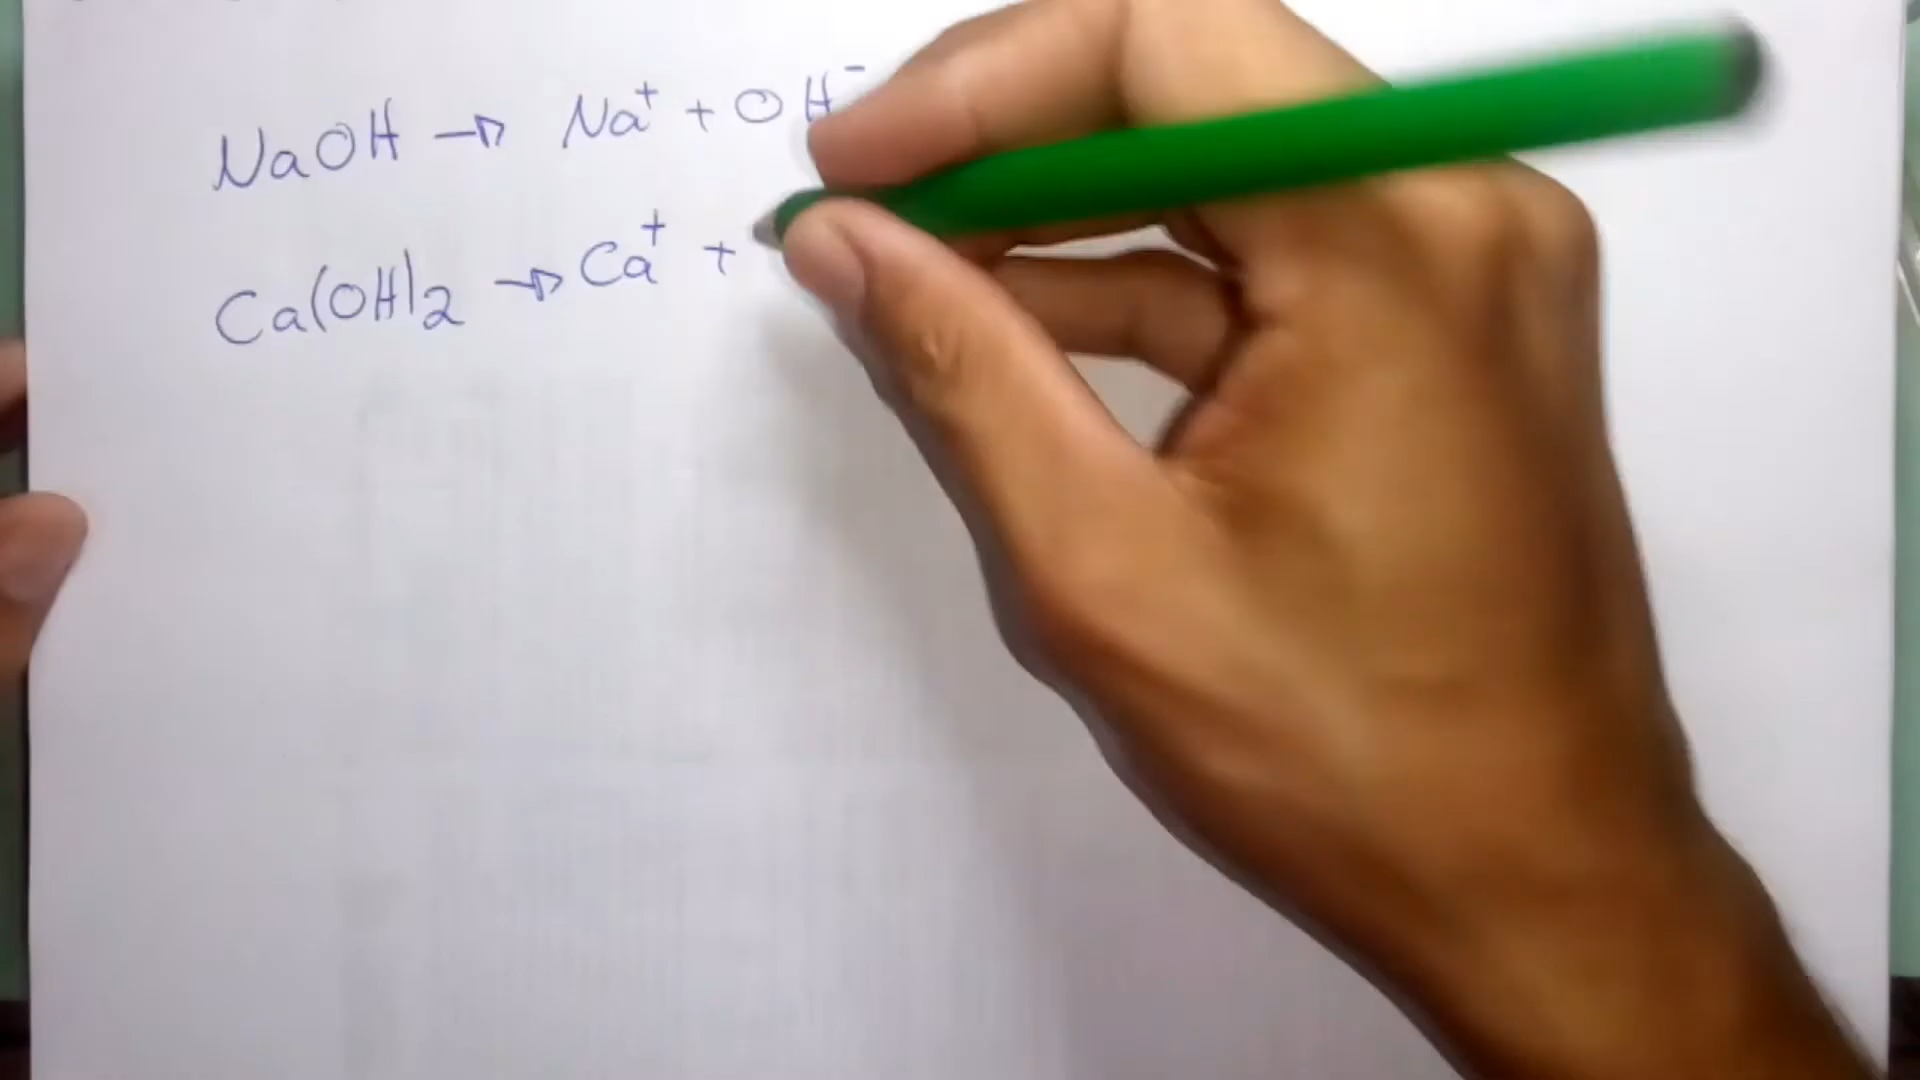 NaOH → Na⁺ + OH⁻
Ca(OH)₂ → Ca⁺ +